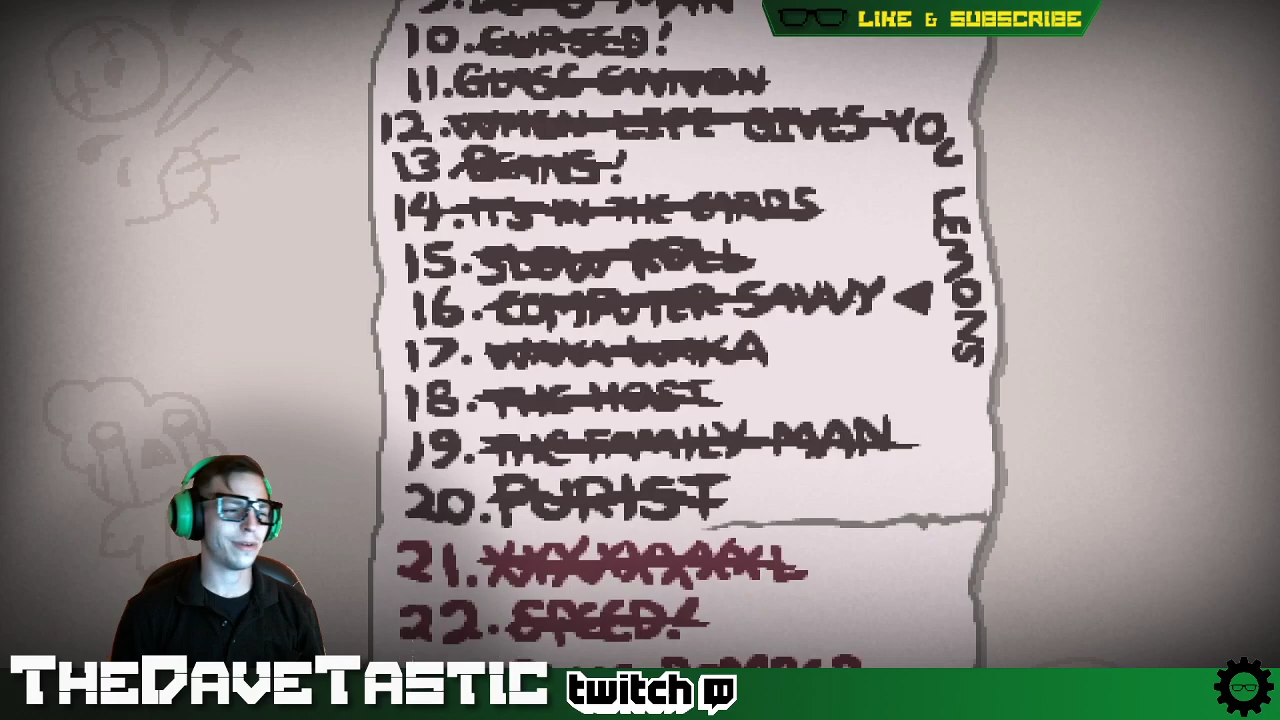 LIKE & SUBSCRIBE
10. CURSED!
11. GLASS CANNON
12. WHEN LIFE GIVES YOU LEMONS
13. BEANS!
14. IT'S IN THE CARDS
15. SLOW ROLL
16. COMPUTER SAVVY
17. WAKA WAKA
18. THE HOST
19. THE FAMILY MAN
20. PURIST
21.
22. SPEED!
THEDAVETASTIC twitch